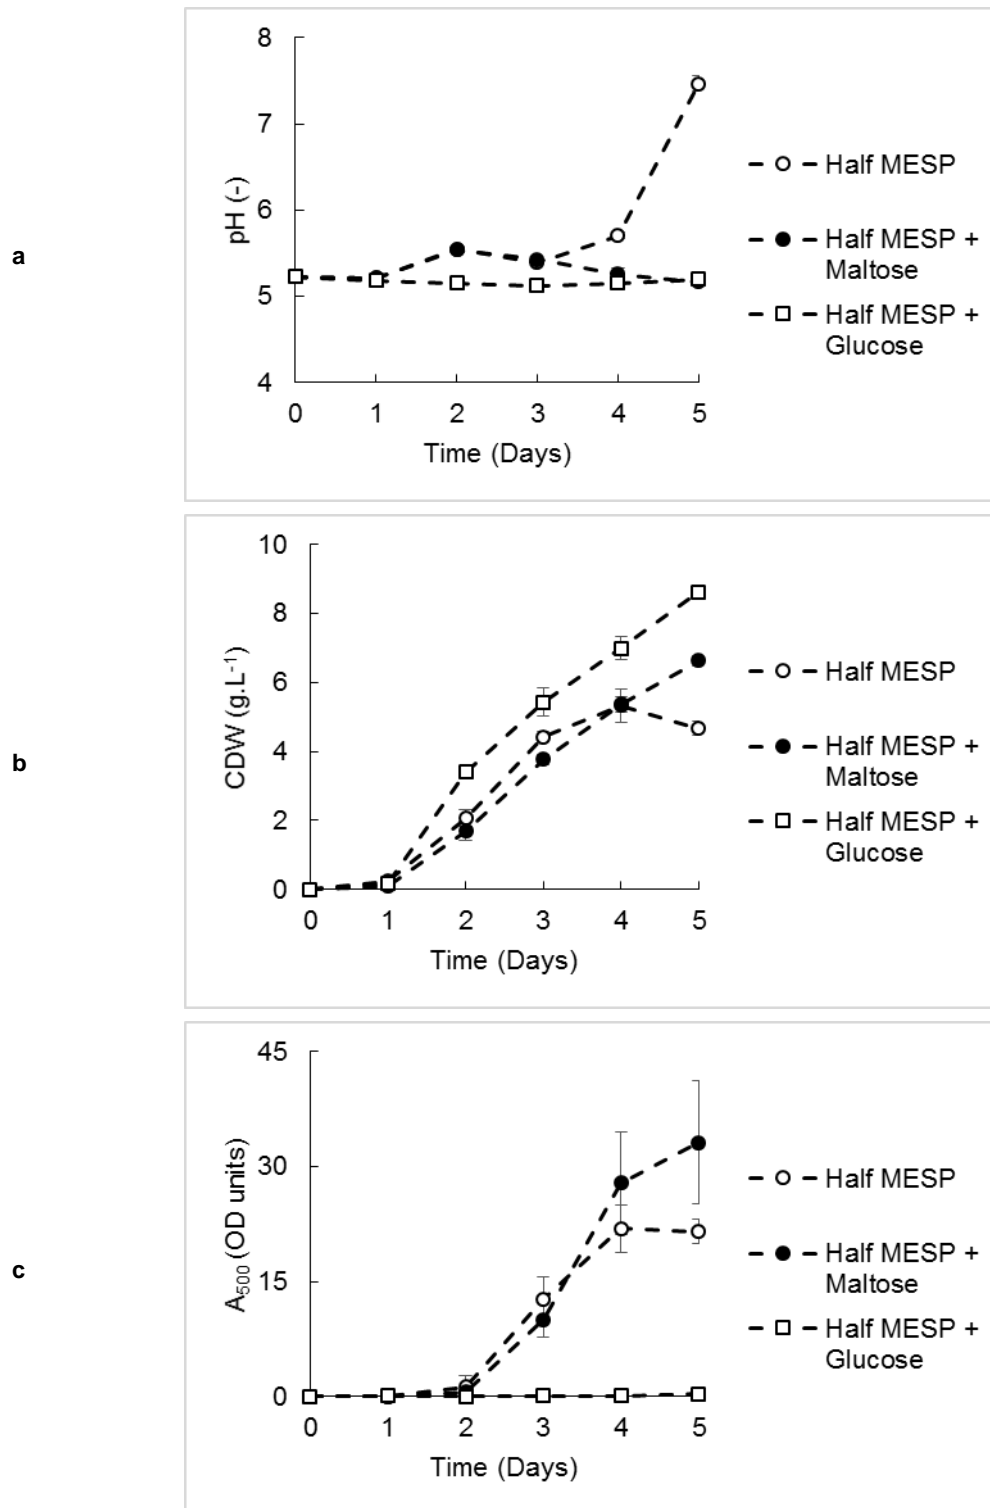 a
8
7
6
5
4
pH (-)
0 1 2 3 4 5
Time (Days)
Half MESP
Half MESP +
Maltose
Half MESP +
Glucose
b
10
8
6
4
2
0
CDW (g.L⁻¹)
0 1 2 3 4 5
Time (Days)
Half MESP
Half MESP +
Maltose
Half MESP +
Glucose
c
45
30
15
0
A₅₀₀ (OD units)
0 1 2 3 4 5
Time (Days)
Half MESP
Half MESP +
Maltose
Half MESP +
Glucose